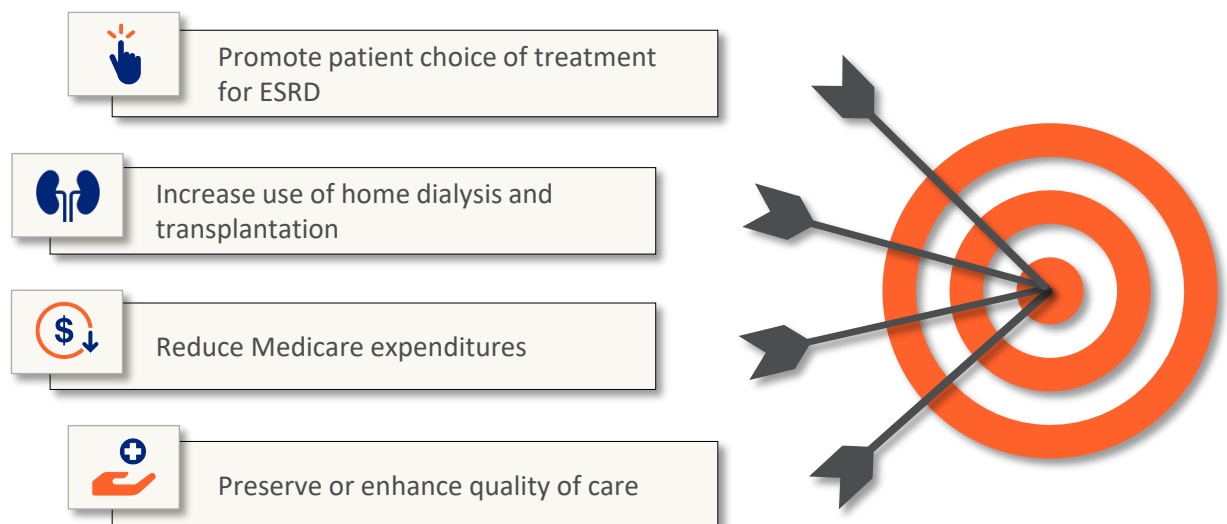 Promote patient choice of treatment
for ESRD
Increase use of home dialysis and
transplantation
$
Reduce Medicare expenditures
Preserve or enhance quality of care